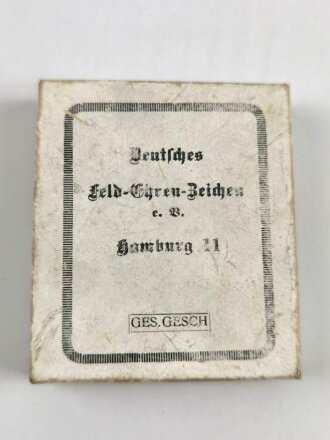 Deutsches
Feld-Ehren-Zeichen
e. V.
Hamburg 11
GES. GESCH